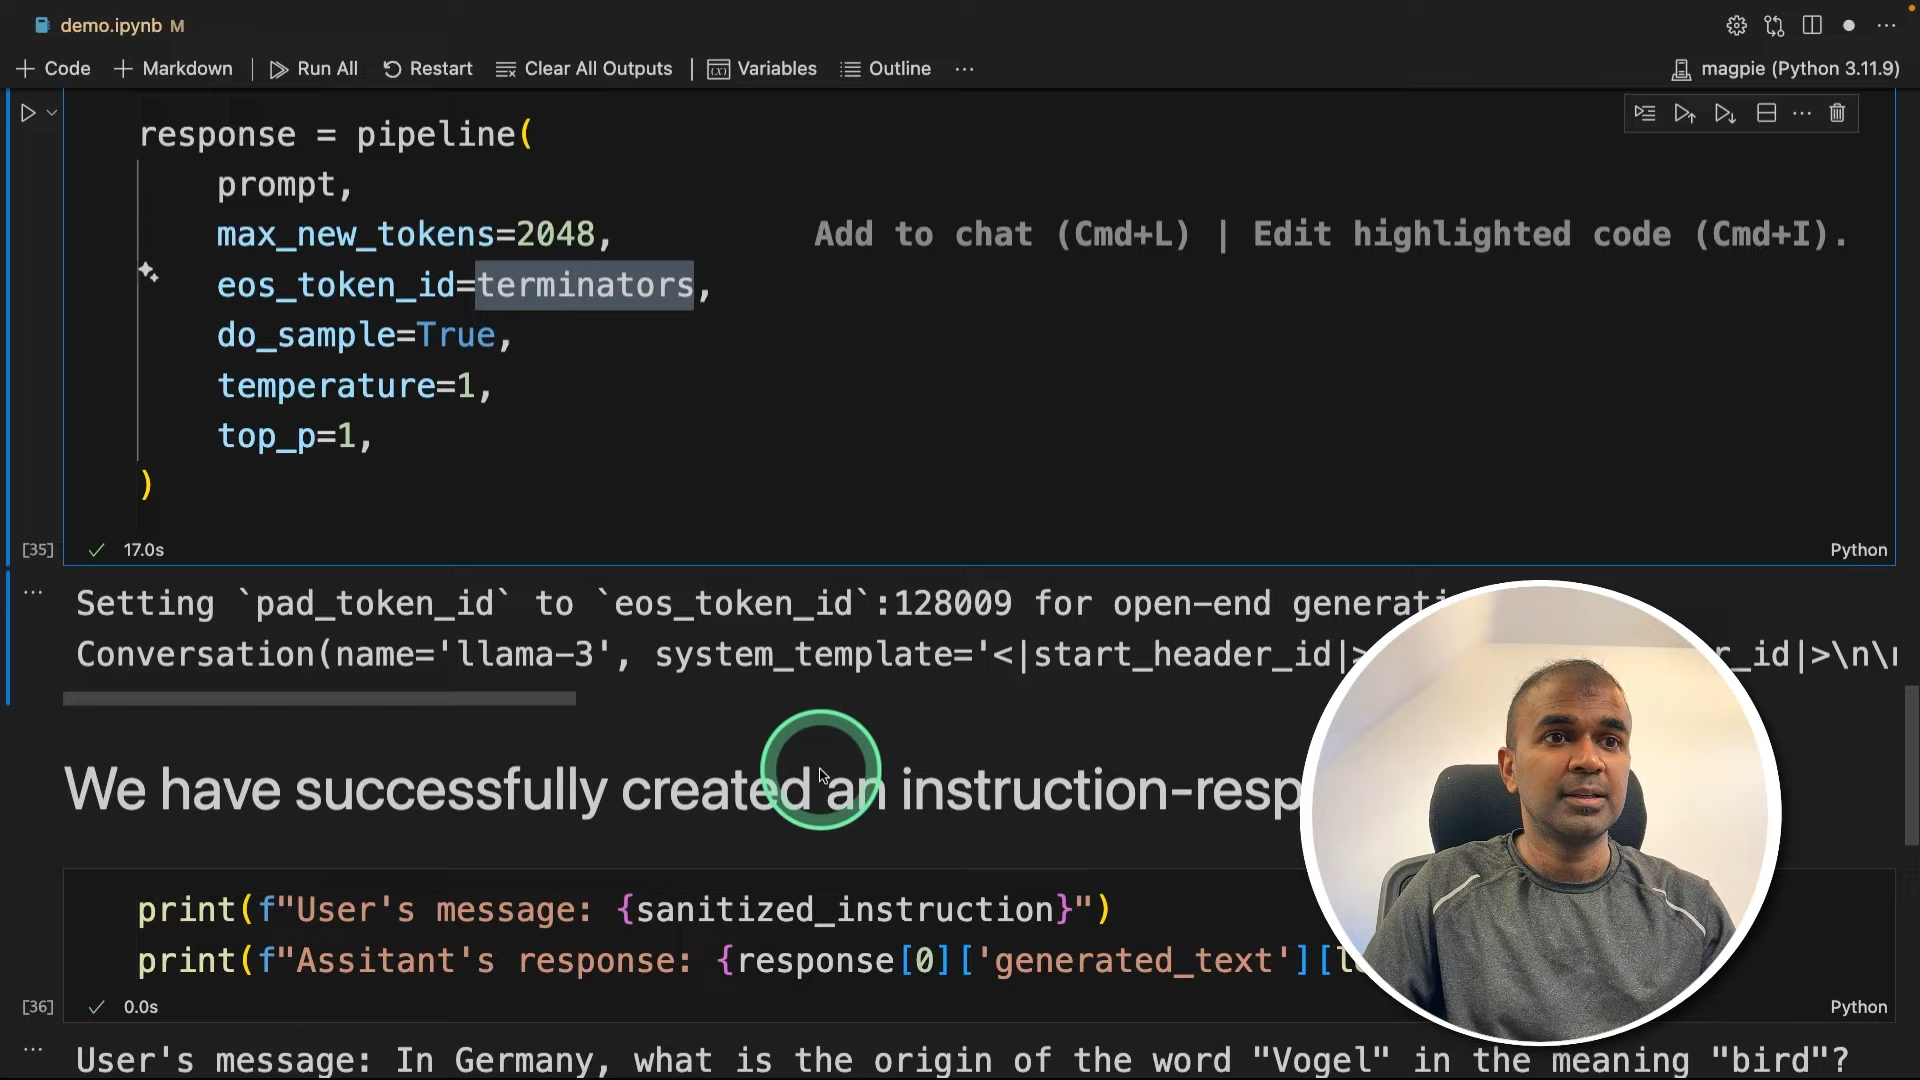 demo.ipynb M
Code Markdown Run All Restart Clear All Outputs Variables Outline ... magpie (Python 3.11.9)
response = pipeline(
prompt,
max_new_tokens=2048, Add to chat (Cmd+L) | Edit highlighted code (Cmd+I).
eos_token_id=terminators,
do_sample=True,
temperature=1,
top_p=1,
)
[35] 17.0s Python
Setting `pad_token_id` to `eos_token_id`:128009 for open-end
Conversation(name='llama-3', system_template='<|start_header_id|> r_id|>\n\
We have successfully created an
print(f"User's message: {sanitized_instruction}")
print(f"Assitant's response: {response[0]['generated_text'][
[36] 0.0s Python
User's message: In Germany, what is the origin of the word "Vogel" in the meaning "bird"?